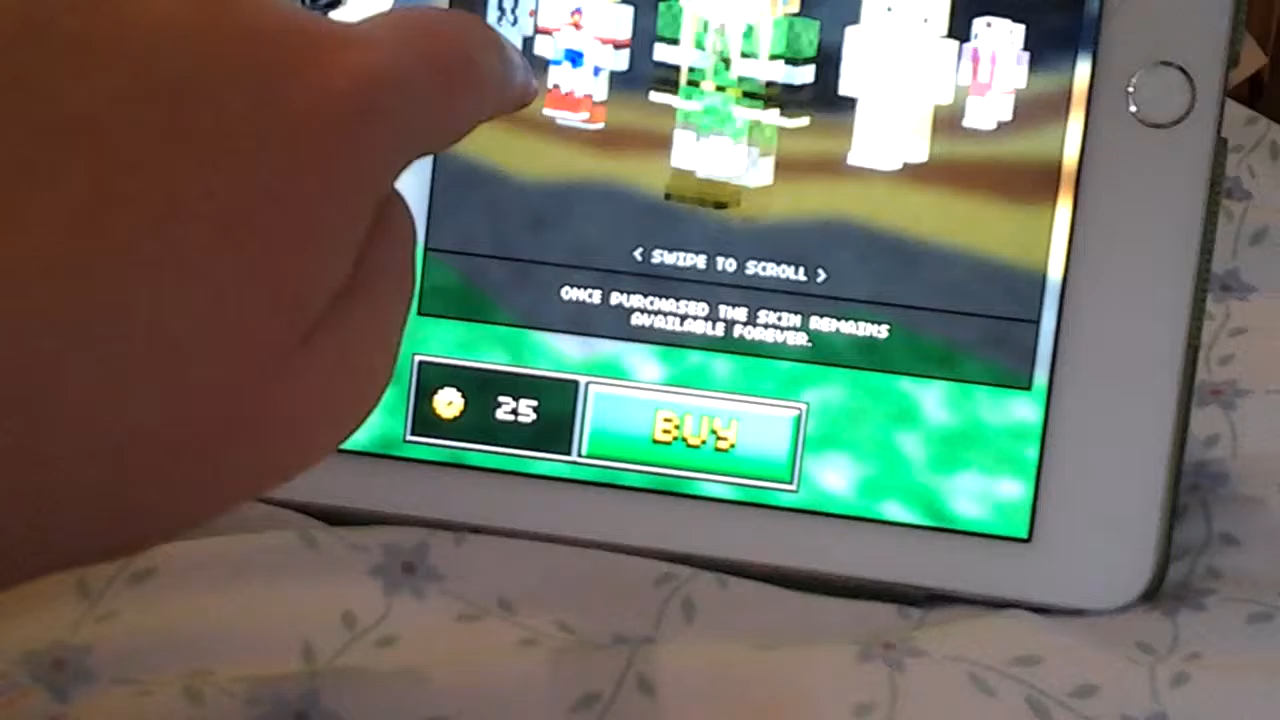 < SWIPE TO SCROLL >
ONCE PURCHASED THE SKIN REMAINS
AVAILABLE FOREVER.
25
BUY